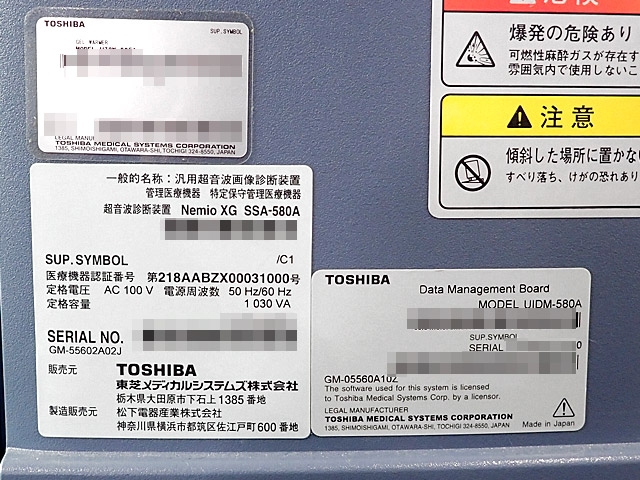 TOSHIBA
SUP. SYMBOL
GEL WARMER
LEGAL MANU
TOSHIBA MEDICAL SYSTEMS CORPORATION
1385, SHIMOISHIGAMI, OTAWARA-SHI, TOCHIGI 324-8550, JAPAN
爆発の危険あり
可燃性麻酔ガスが存在す
雰囲気内で使用しないこ
注意
傾斜した場所に置かな
すべり落ち、けがの恐れあり
一般的名称：汎用超音波画像診断装置
管理医療機器 特定保守管理医療機器
超音波診断装置 Nemio XG SSA-580A
SUP. SYMBOL /C1
医療機器認証番号 第218AABZX00031000号
定格電圧 AC 100 V 電源周波数 50 Hz/60 Hz
定格容量 1 030 VA
SERIAL NO.
GM-55602A02J
販売元 TOSHIBA
東芝メディカルシステムズ株式会社
栃木県大田原市下石上1385番地
製造販売元 松下電器産業株式会社
神奈川県横浜市都筑区佐江戸町600番地
TOSHIBA
Data Management Board
MODEL UIDM-580A
SUP. SYMBOL
SERIAL
GM-05560A10Z
The software used for this system is licensed
to Toshiba Medical Systems Corp. by a licensor.
LEGAL MANUFACTURER
TOSHIBA MEDICAL SYSTEMS CORPORATION
1385, SHIMOISHIGAMI, OTAWARA-SHI, TOCHIGI 324-8550, JAPAN
Made in Japan